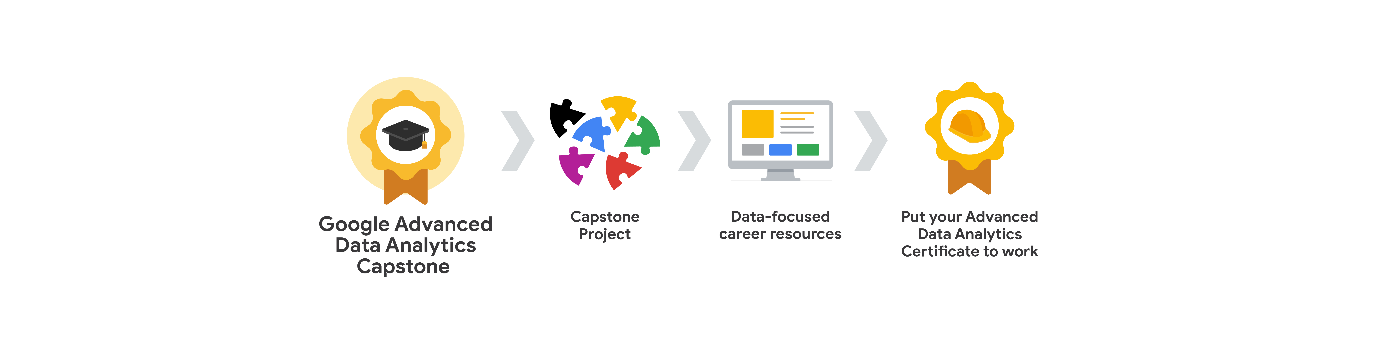 Google Advanced
Data Analytics
Capstone
Capstone
Project
Data-focused
career resources
Put your Advanced
Data Analytics
Certificate to work